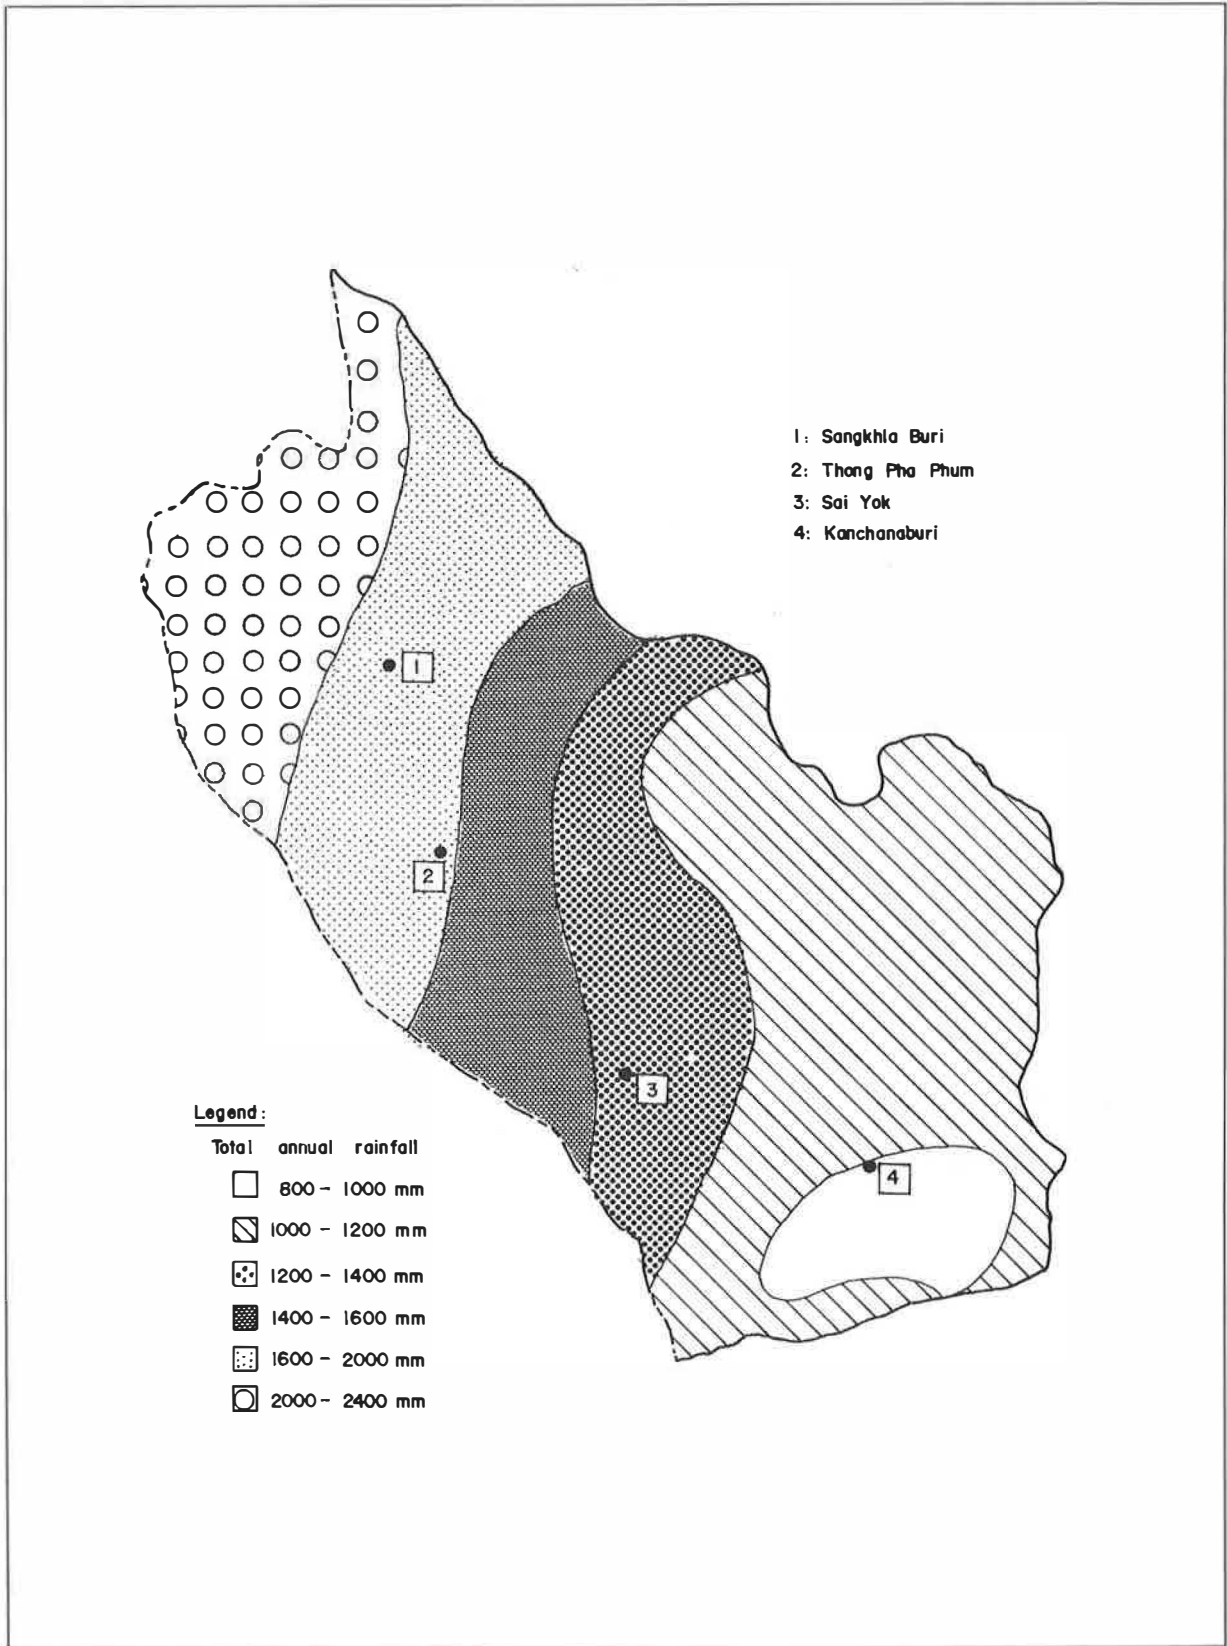 1: Sangkhla Buri
2: Thong Pha Phum
3: Sai Yok
4: Kanchanaburi
1
2
3
4
Legend:
Total annual rainfall
800 - 1000 mm
1000 - 1200 mm
1200 - 1400 mm
1400 - 1600 mm
1600 - 2000 mm
2000 - 2400 mm